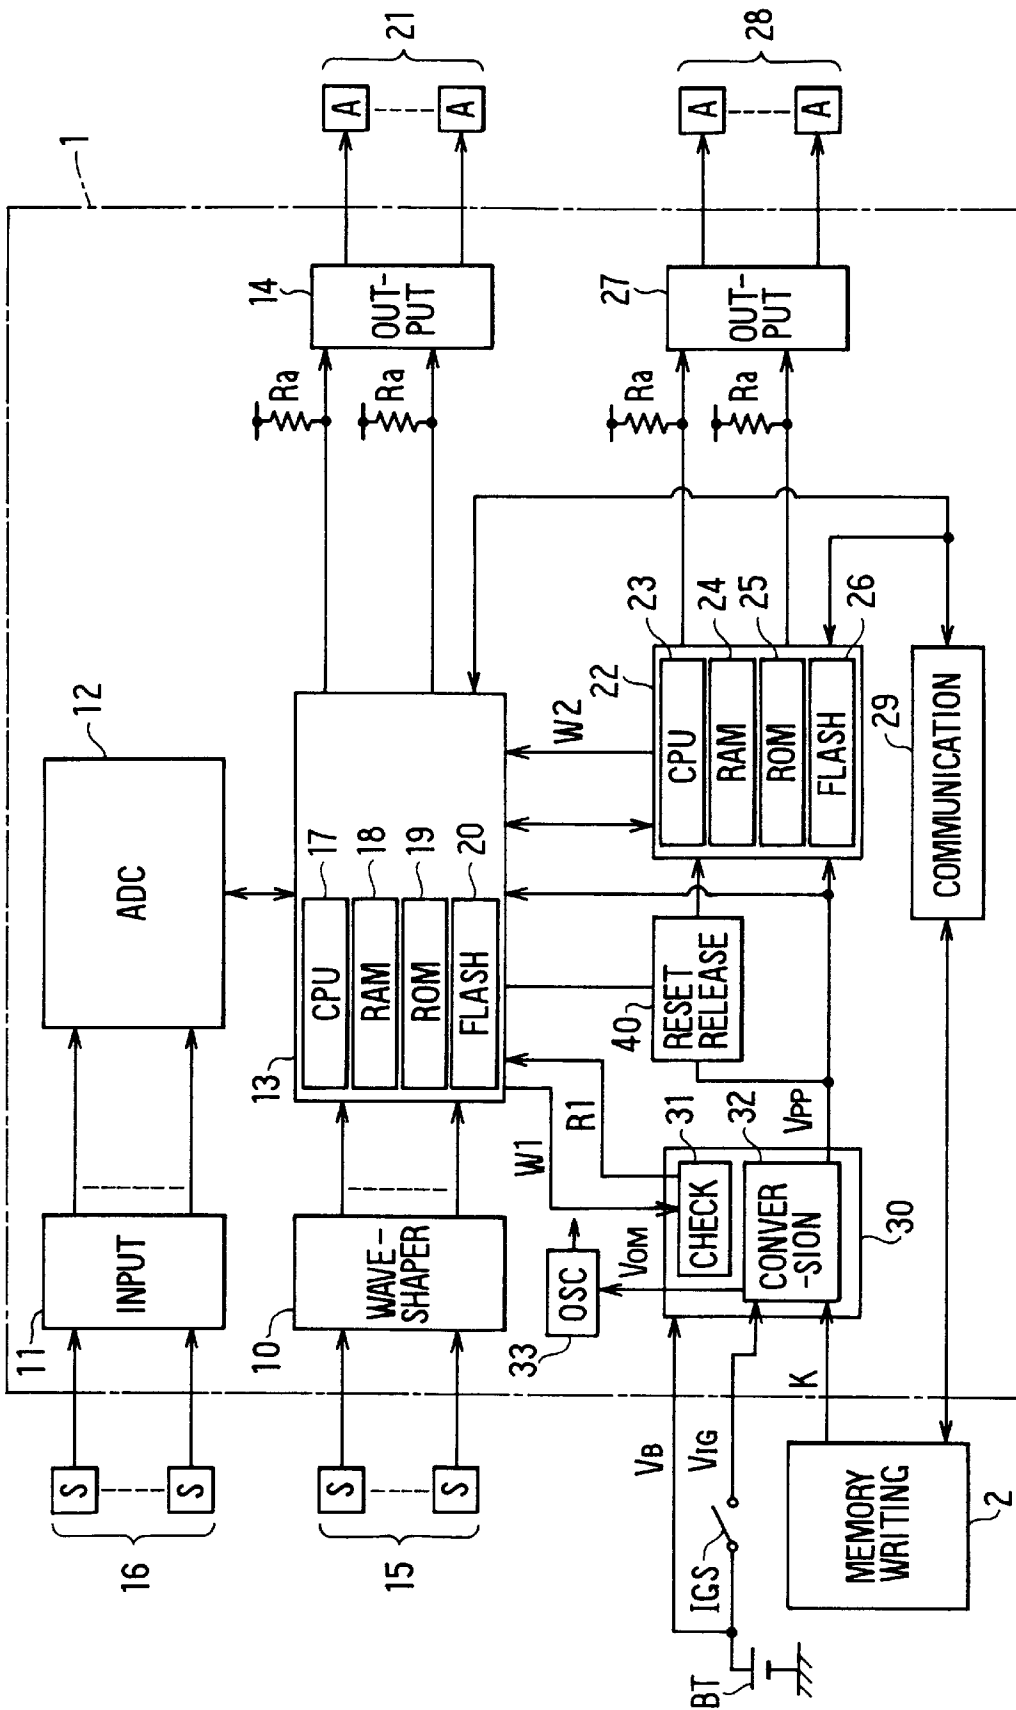 1
16
S
S
11
INPUT
12
ADC
15
S
S
10
WAVE-
SHAPER
13
CPU
17
RAM
18
ROM
19
FLASH
20
Ra
Ra
14
OUT-
PUT
A
A
21
W1
R1
W2
33
OSC
VOM
40
RESET
RELEASE
22
CPU
23
RAM
24
ROM
25
FLASH
26
Ra
Ra
27
OUT-
PUT
A
A
28
BT
IGS
VB
VIG
K
CHECK
31
CONVER
-SION
32
30
VPP
MEMORY
WRITING
2
COMMUNICATION
29